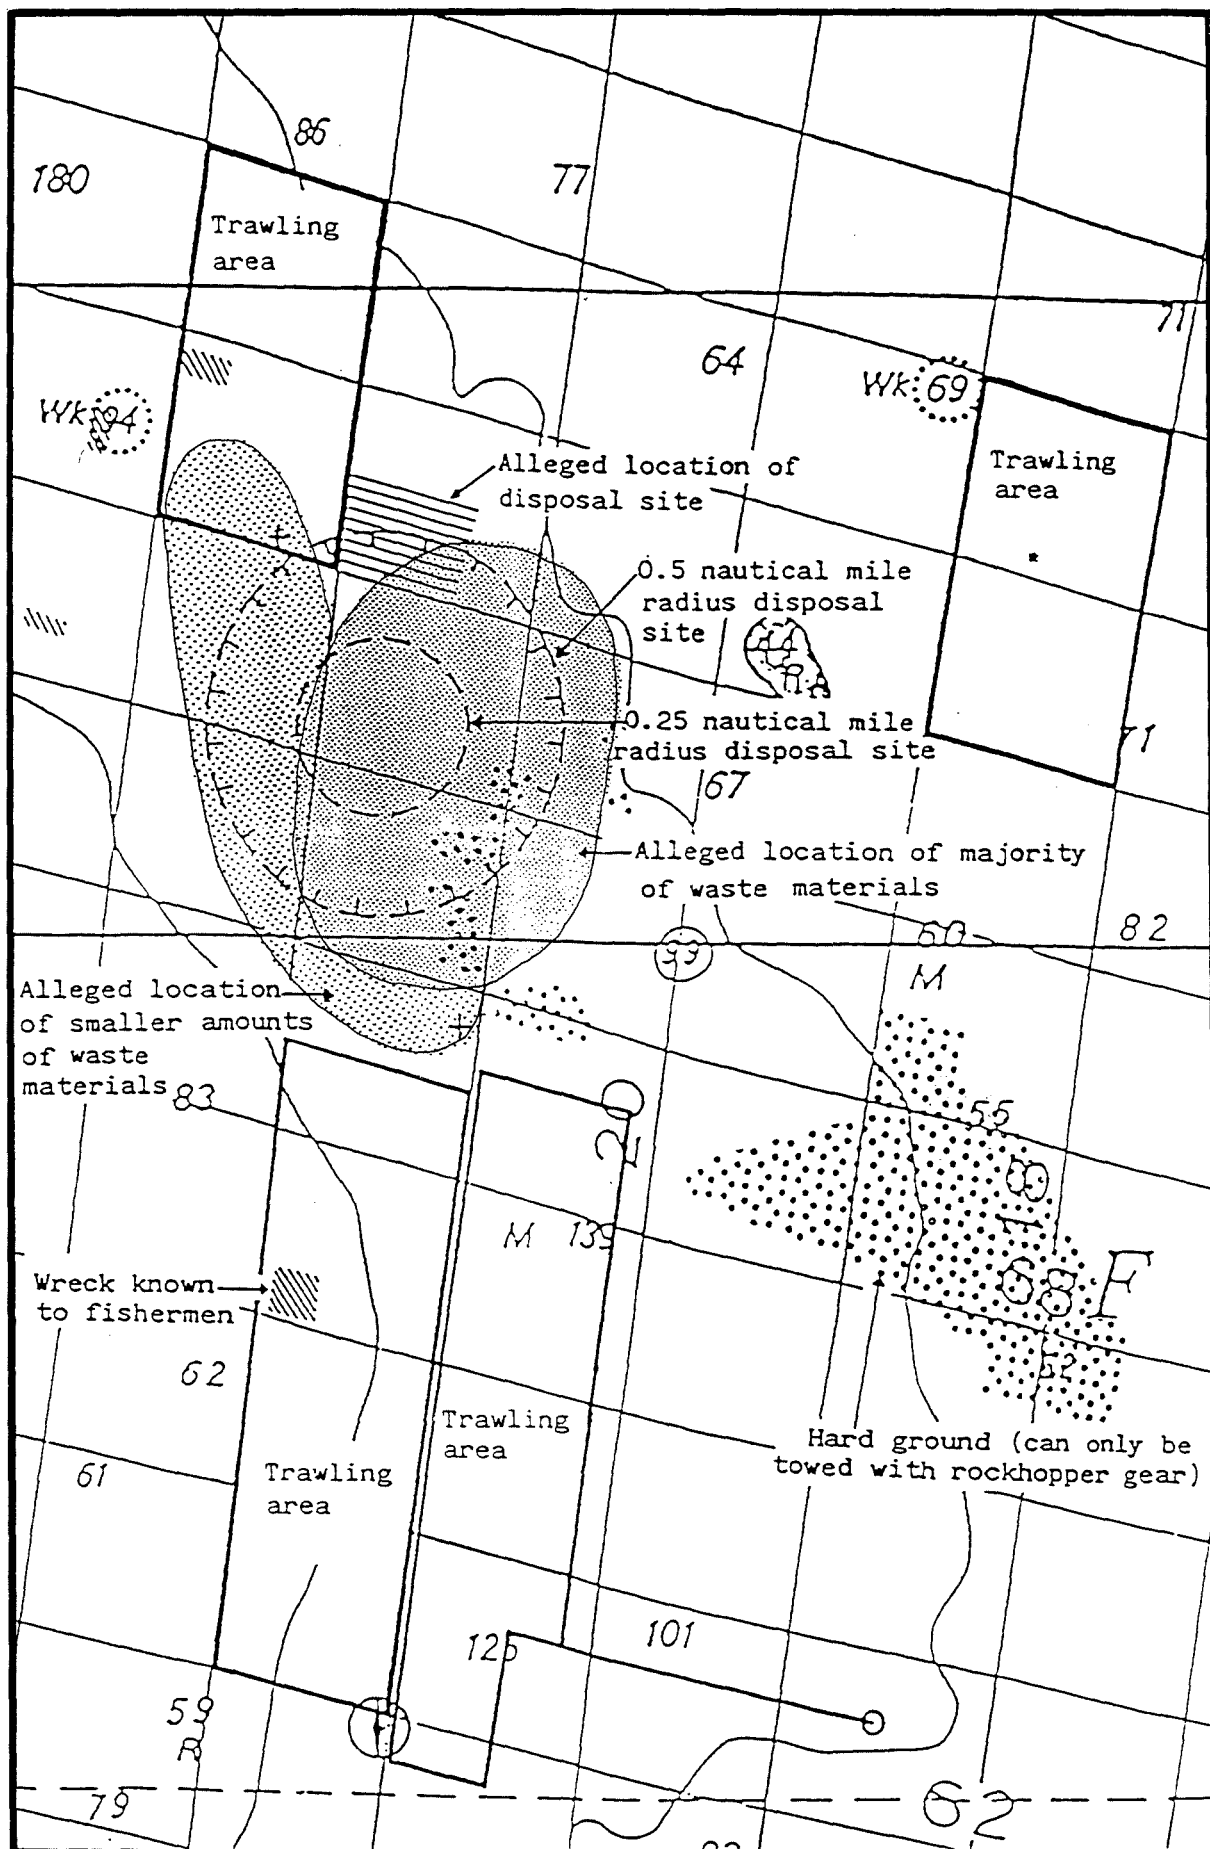 86
180
77
Trawling
area
71
64
Wk 69
Wk 94
Trawling
area
Alleged location of
disposal site
0.5 nautical mile
radius disposal
site
0.25 nautical mile
radius disposal site
71
67
Alleged location of majority
of waste materials
82
60
M
Alleged location
of smaller amounts
of waste
materials
83
55
2
18
M 139
Wreck known
to fishermen
68
F
62
Trawling
area
Hard ground (can only be
towed with rockhopper gear)
61
Trawling
area
101
59
R
79
62